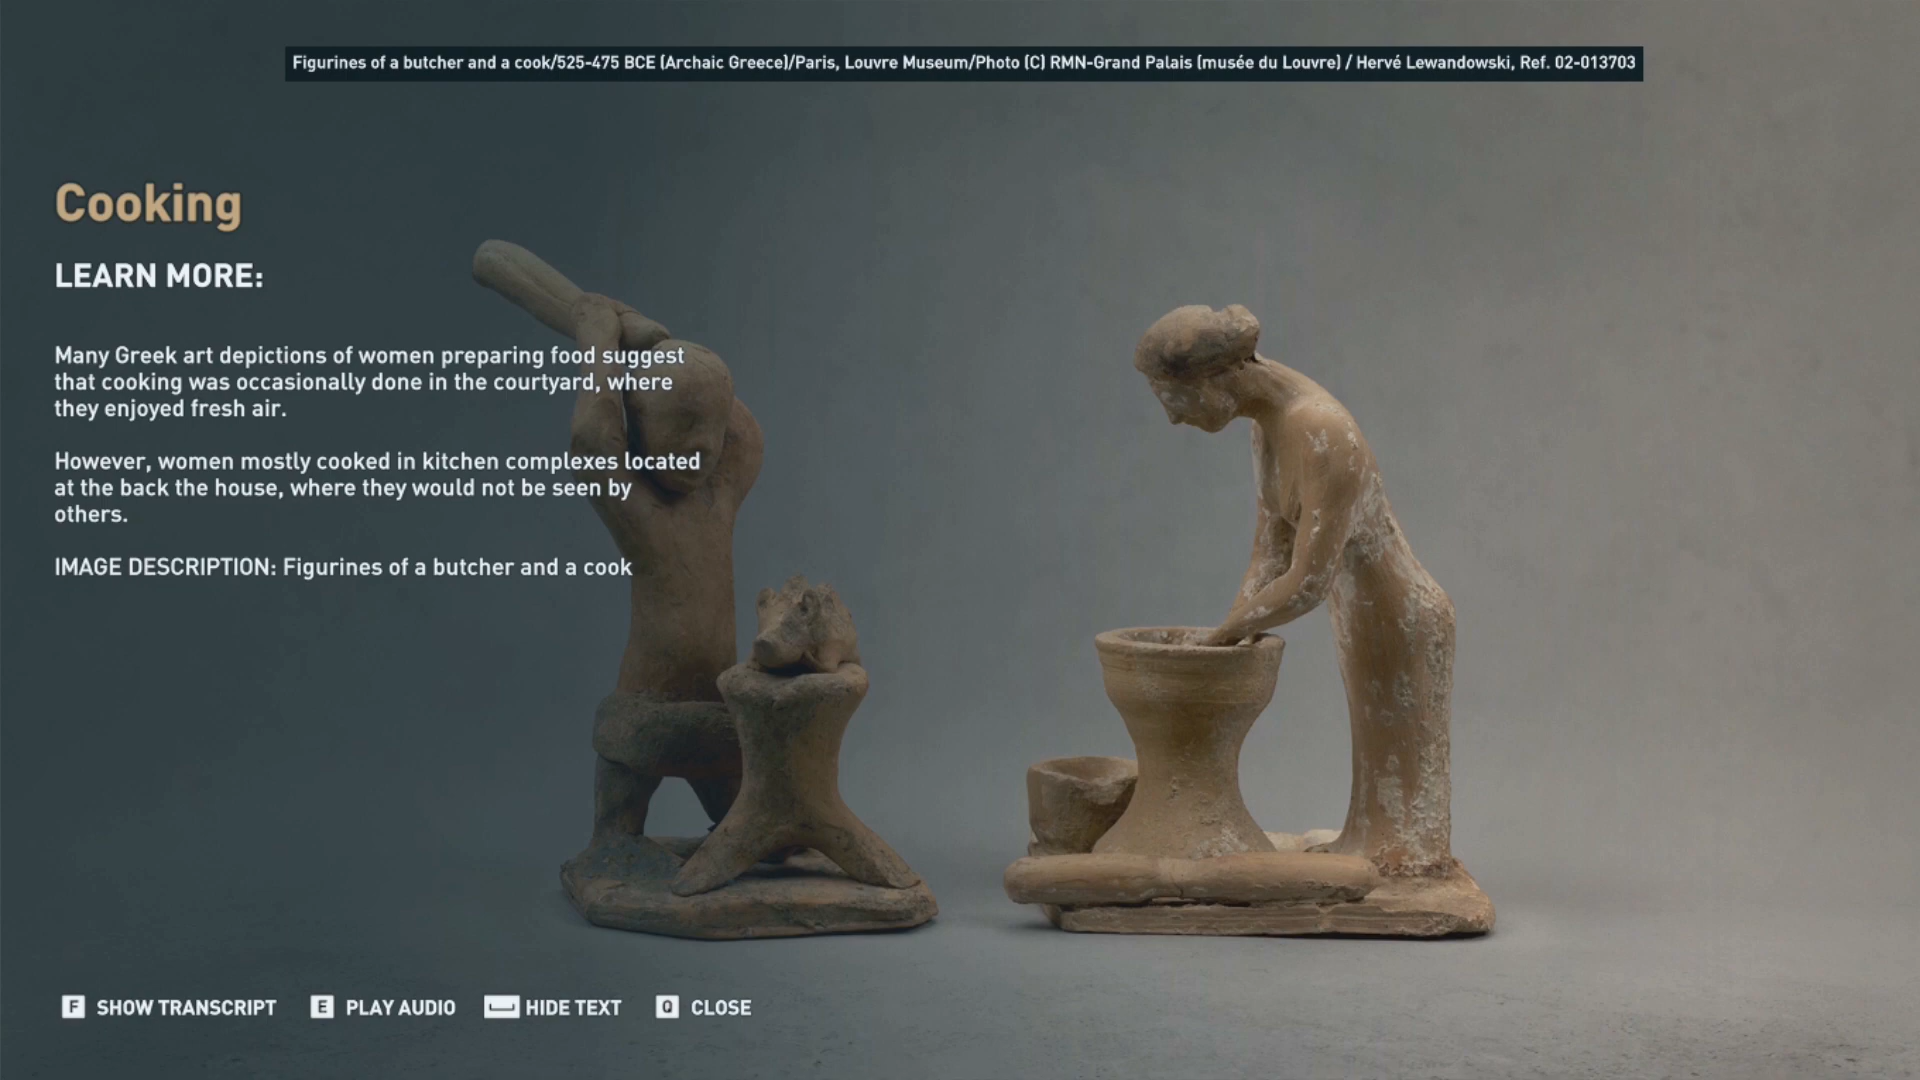 Figurines of a butcher and a cook/525-475 BCE (Archaic Greece)/Paris, Louvre Museum/Photo (C) RMN-Grand Palais (musée du Louvre) / Hervé Lewandowski, Ref. 02-013703
Cooking
LEARN MORE:
Many Greek art depictions of women preparing food suggest
that cooking was occasionally done in the courtyard, where
they enjoyed fresh air.
However, women mostly cooked in kitchen complexes located
at the back the house, where they would not be seen by
others.
IMAGE DESCRIPTION: Figurines of a butcher and a cook
F SHOW TRANSCRIPT E PLAY AUDIO HIDE TEXT Q CLOSE